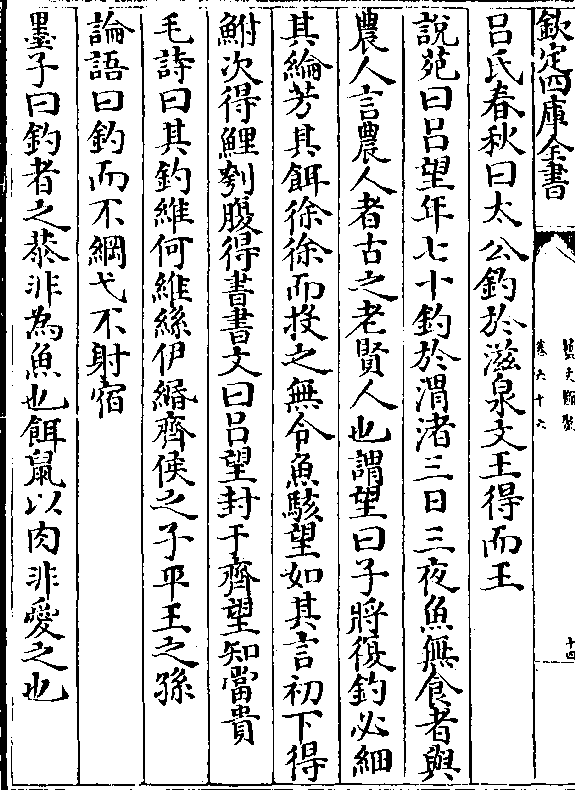 欽定四庫全書
藝文類聚
卷六十六
十四
呂氏春秋曰太公釣於滋泉文王得而王
說苑曰呂望年七十釣於渭渚三日三夜魚無食者與
農人言農人者古之老賢人也謂望曰子將復釣必細
其綸芳其餌徐徐而投之無令魚駭望如其言初下得
鮒次得鯉刳腹得書書文曰呂望封于齊望知當貴
毛詩曰其釣維何維絲伊緡齊侯之子平王之孫
論語曰釣而不綱弋不射宿
墨子曰釣者之恭非為魚也餌鼠以肉非愛之也